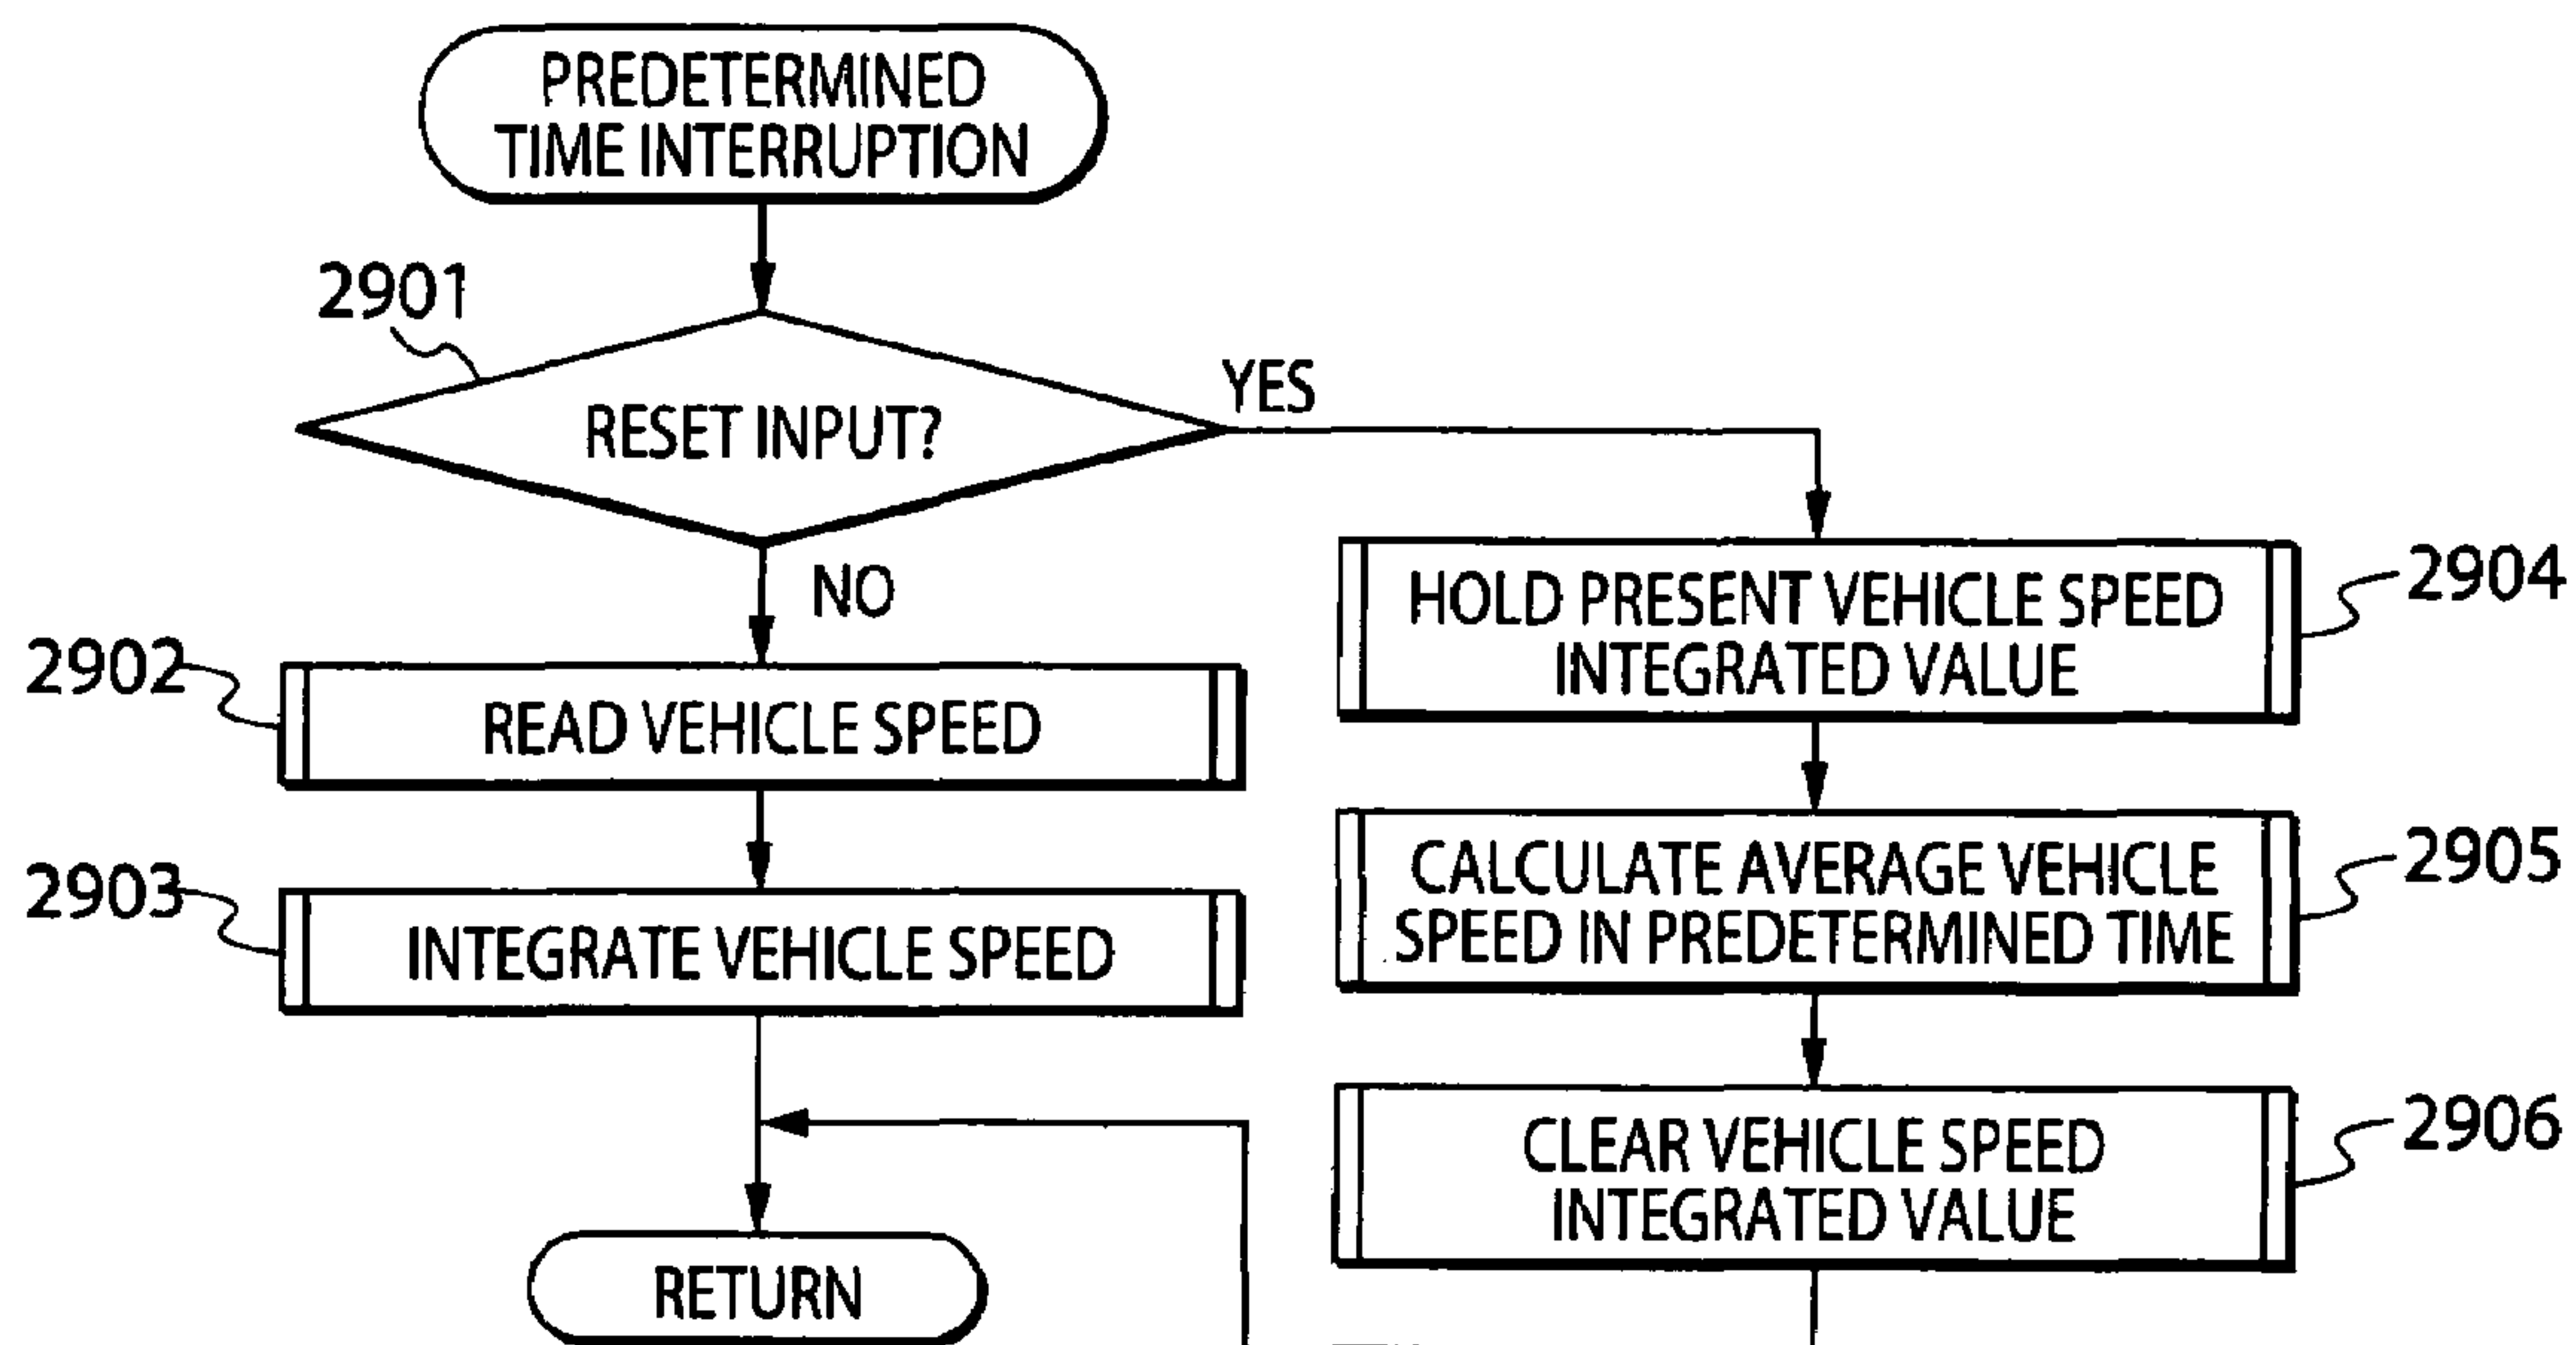 PREDETERMINED
TIME INTERRUPTION
2901
RESET INPUT?
YES
NO
2902
READ VEHICLE SPEED
2903
INTEGRATE VEHICLE SPEED
RETURN
HOLD PRESENT VEHICLE SPEED
INTEGRATED VALUE
2904
CALCULATE AVERAGE VEHICLE
SPEED IN PREDETERMINED TIME
2905
CLEAR VEHICLE SPEED
INTEGRATED VALUE
2906